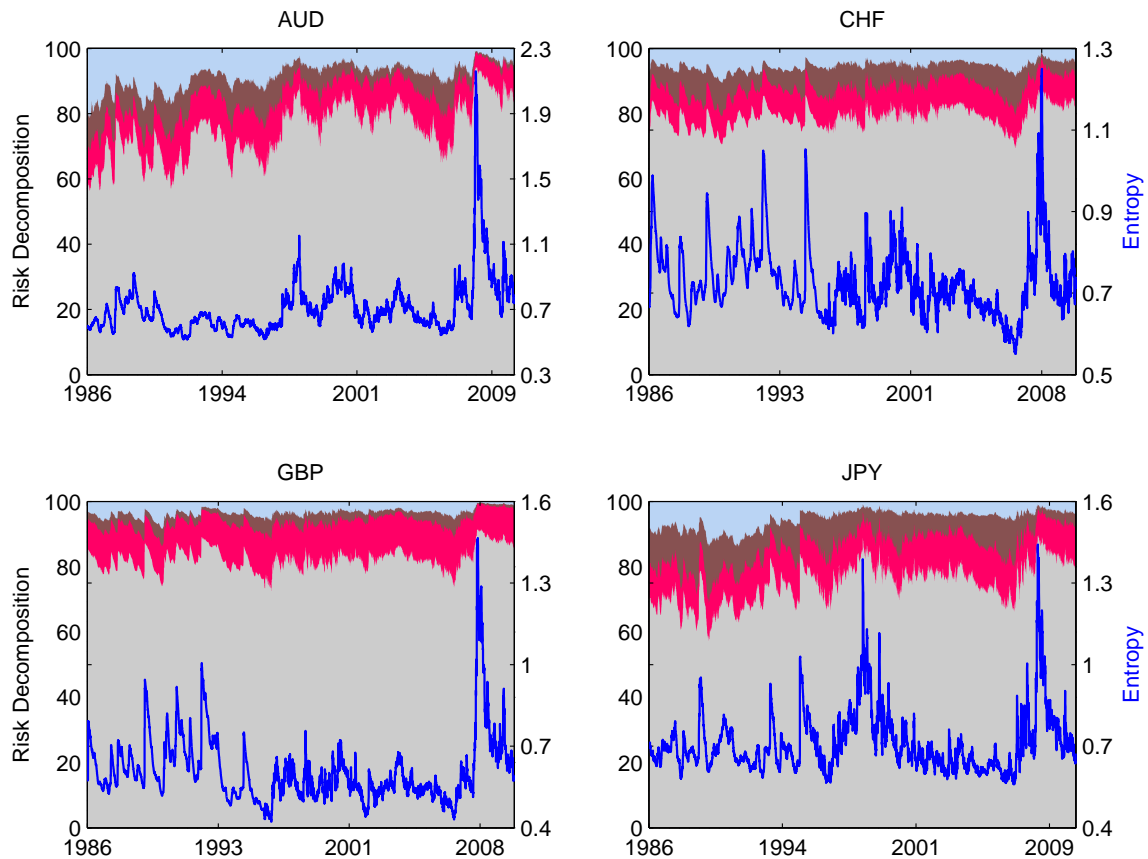 AUD
CHF
100 2.3 100 1.3
80 1.9 80 1.1
60 1.5 60
40 1.1 40 0.9
20 0.7 20 0.7
0 0.3 0 0.5
Risk Decomposition
Entropy
1986 1994 2001 2009
1986 1993 2001 2008
GBP
JPY
100 1.6 100 1.6
80 1.3 80 1.3
60 1 60 1
40 0.7 40 0.7
20 20
0 0.4 0 0.4
Risk Decomposition
Entropy
1986 1993 2001 2008
1986 1994 2001 2009